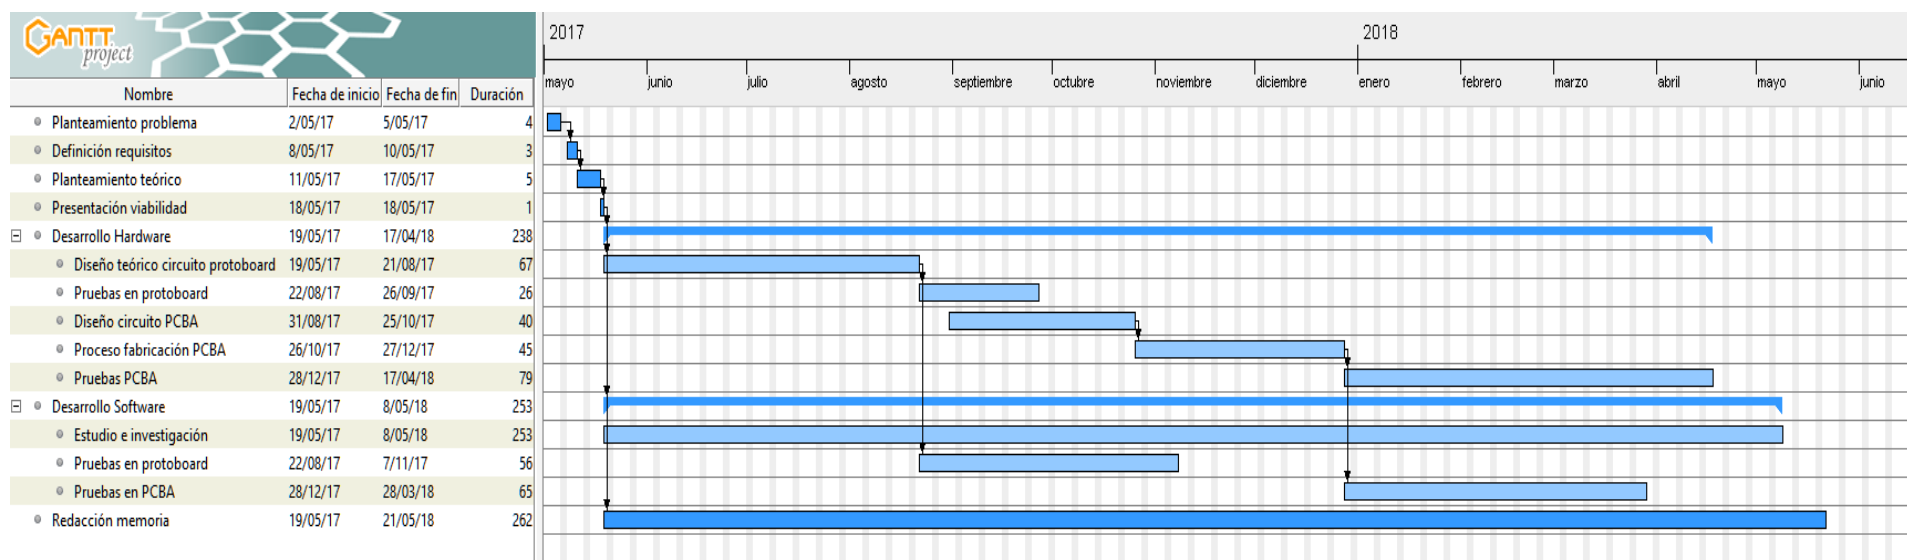 GANTT project
2017 2018
mayo junio julio agosto septiembre octubre noviembre diciembre enero febrero marzo abril mayo junio
Nombre Fecha de inicio Fecha de fin Duración
Planteamiento problema 2/05/17 5/05/17 4
Definición requisitos 8/05/17 10/05/17 3
Planteamiento teórico 11/05/17 17/05/17 5
Presentación viabilidad 18/05/17 18/05/17 1
Desarrollo Hardware 19/05/17 17/04/18 238
Diseño teórico circuito protoboard 19/05/17 21/08/17 67
Pruebas en protoboard 22/08/17 26/09/17 26
Diseño circuito PCBA 31/08/17 25/10/17 40
Proceso fabricación PCBA 26/10/17 27/12/17 45
Pruebas PCBA 28/12/17 17/04/18 79
Desarrollo Software 19/05/17 8/05/18 253
Estudio e investigación 19/05/17 8/05/18 253
Pruebas en protoboard 22/08/17 7/11/17 56
Pruebas en PCBA 28/12/17 28/03/18 65
Redacción memoria 19/05/17 21/05/18 262